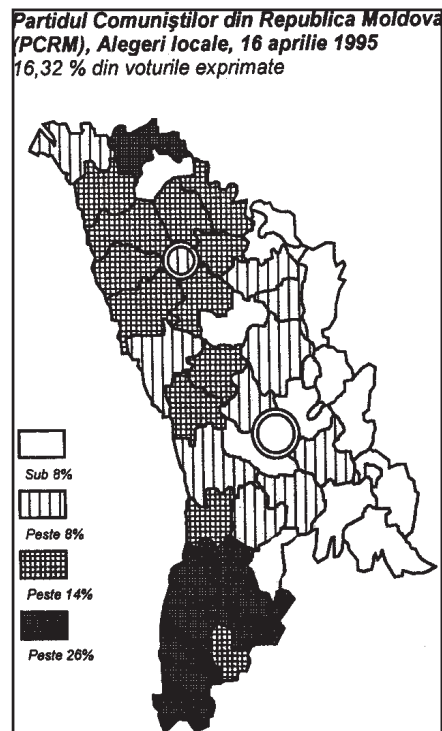 Partidul Comuniştilor din Republica Moldova
(PCRM), Alegeri locale, 16 aprilie 1995
16,32 % din voturile exprimate
Sub 8%
Peste 8%
Peste 14%
Peste 26%